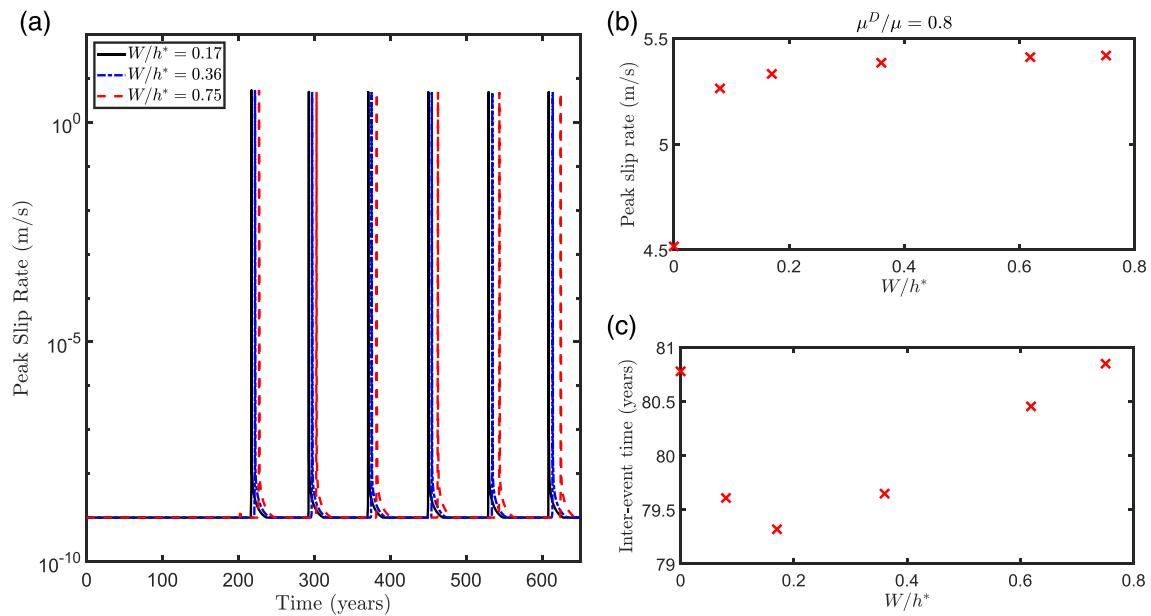 (a)
W/h* = 0.17
W/h* = 0.36
W/h* = 0.75
Peak Slip Rate (m/s)
10^0
10^-5
10^-10
0 100 200 300 400 500 600
Time (years)
(b)
μ^D/μ = 0.8
Peak slip rate (m/s)
5.5
5
4.5
0 0.2 0.4 0.6 0.8
W/h*
(c)
Inter-event time (years)
81
80.5
80
79.5
79
0 0.2 0.4 0.6 0.8
W/h*